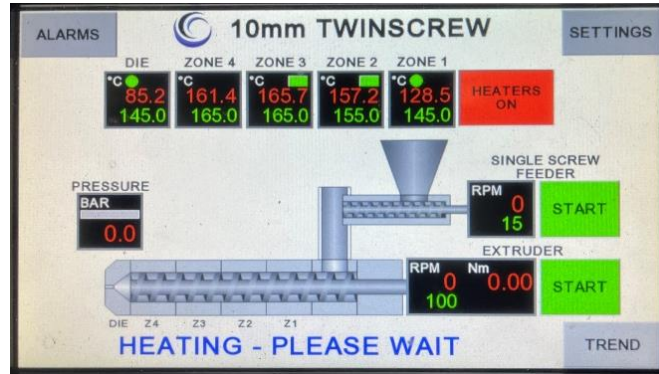 ALARMS
10mm TWINSCREW
SETTINGS
DIE ZONE 4 ZONE 3 ZONE 2 ZONE 1
°C °C °C °C °C
85.2 161.4 165.7 157.2 128.5
145.0 165.0 165.0 155.0 145.0
HEATERS
ON
PRESSURE
BAR
0.0
SINGLE SCREW
FEEDER
RPM
0
15
START
EXTRUDER
RPM Nm
0 0.00
100
START
DIE Z4 Z3 Z2 Z1
HEATING - PLEASE WAIT
TREND